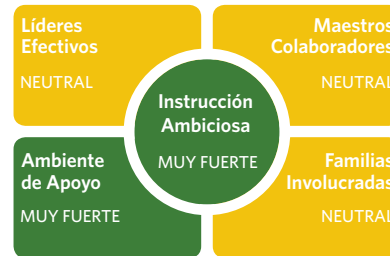 Líderes
Efectivos
NEUTRAL
Maestros
Colaboradores
NEUTRAL
Instrucción
Ambiciosa
MUY FUERTE
Ambiente
de Apoyo
MUY FUERTE
Familias
Involucradas
NEUTRAL